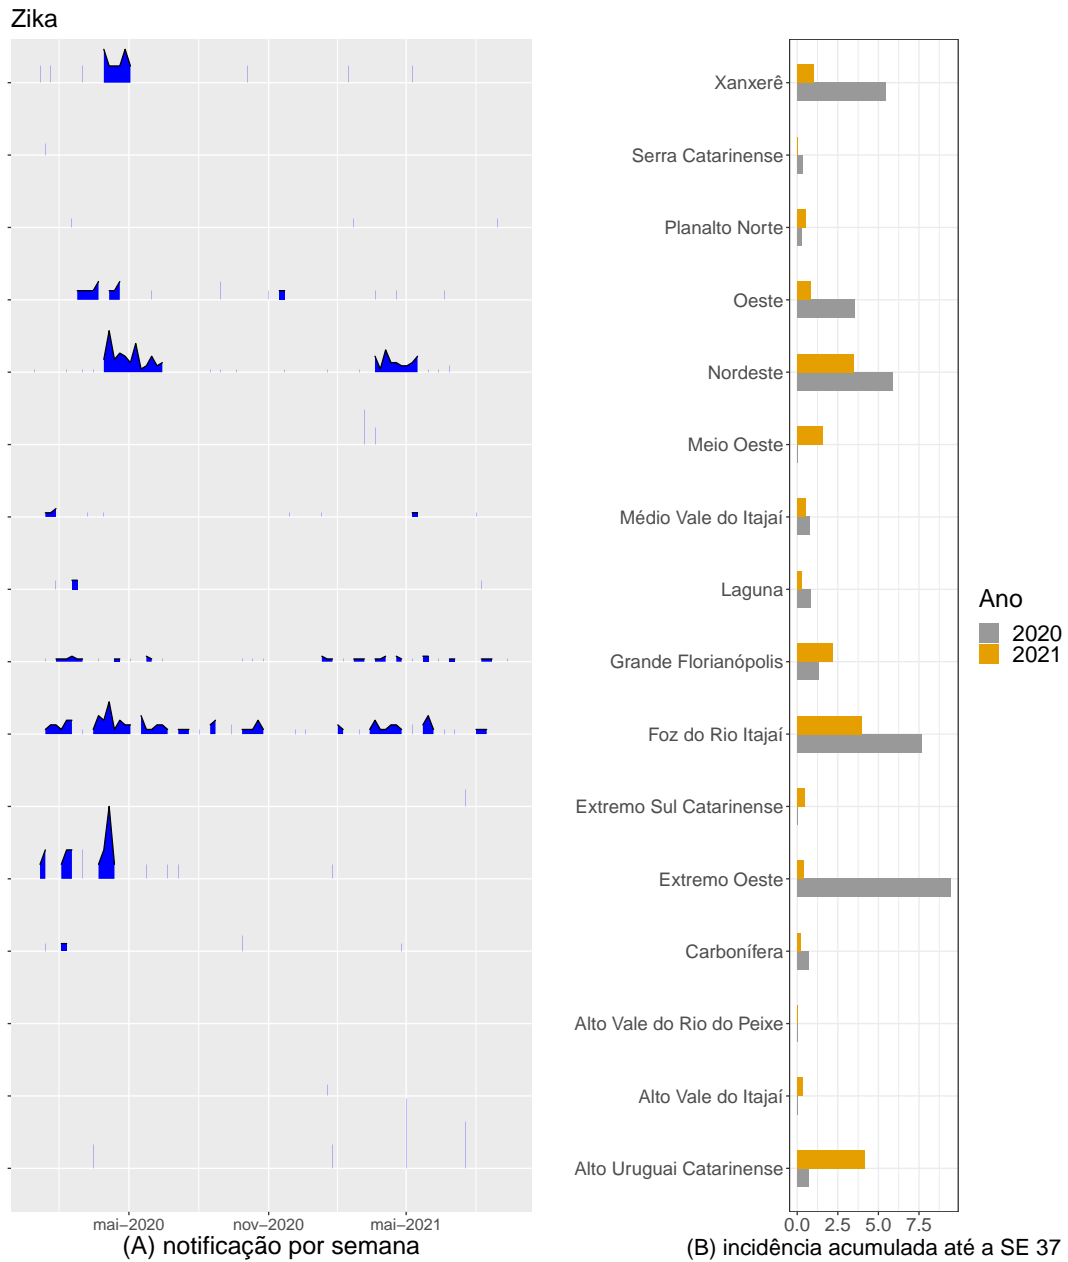 Zika
Xanxerê
Serra Catarinense
Planalto Norte
Oeste
Nordeste
Meio Oeste
Médio Vale do Itajaí
Laguna
Grande Florianópolis
Foz do Rio Itajaí
Extremo Sul Catarinense
Extremo Oeste
Carbonífera
Alto Vale do Rio do Peixe
Alto Vale do Itajaí
Alto Uruguai Catarinense
Ano
2020
2021
mai−2020 nov−2020 mai−2021
(A) notificação por semana
0.0 2.5 5.0 7.5
(B) incidência acumulada até a SE 37